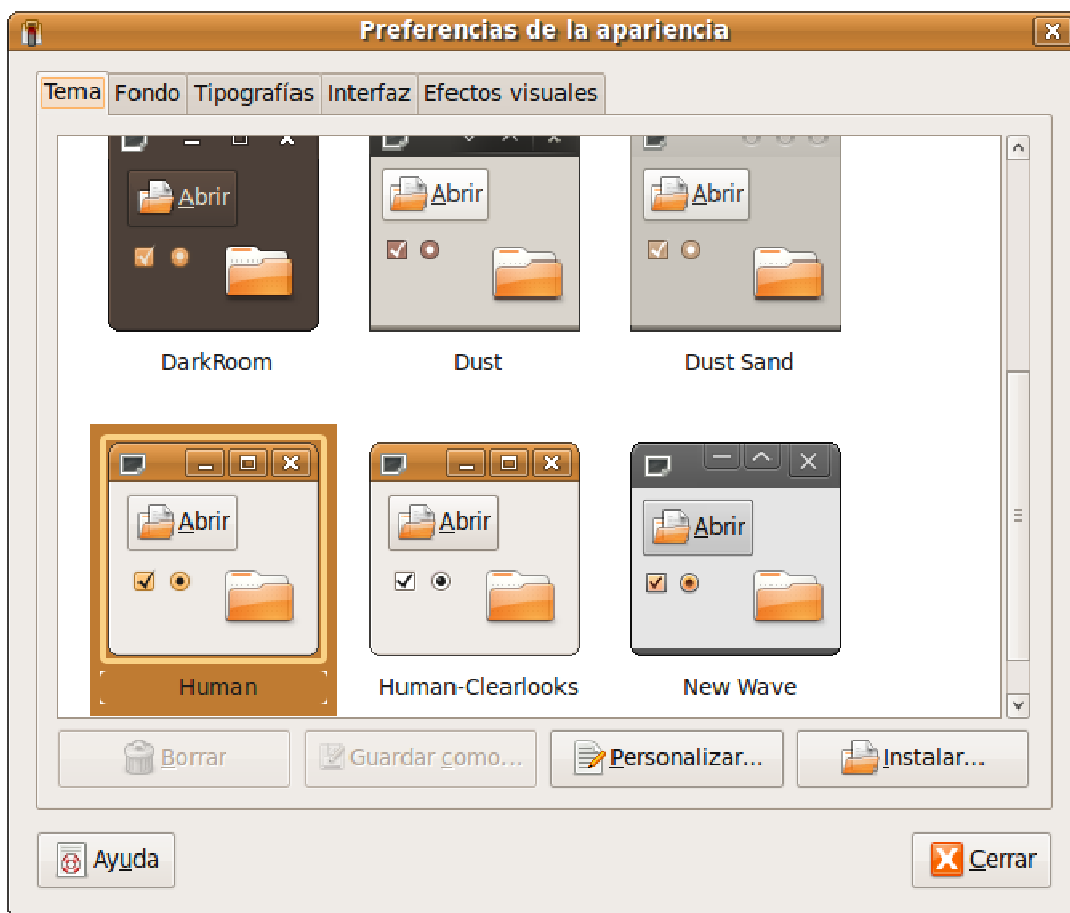 Preferencias de la apariencia
Tema Fondo Tipografías Interfaz Efectos visuales
Abrir Abrir Abrir
DarkRoom Dust Dust Sand
Abrir Abrir Abrir
Human Human-Clearlooks New Wave
Borrar Guardar como... Personalizar... Instalar...
Ayuda Cerrar